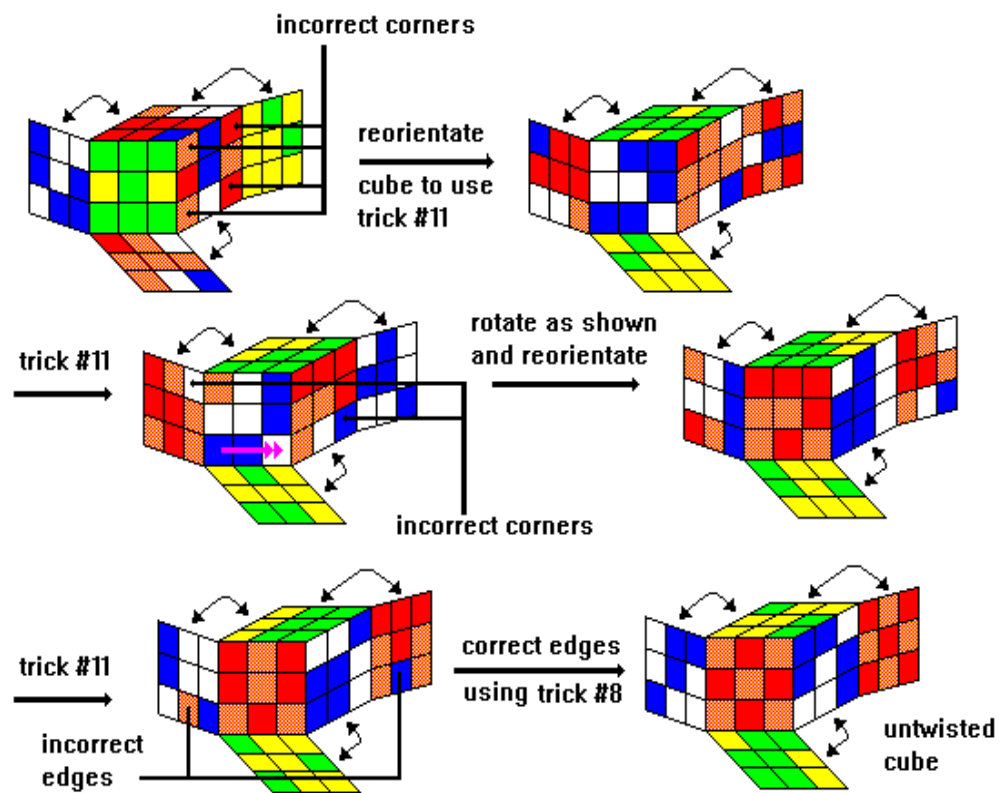 incorrect corners
reorientate
cube to use
trick #11
trick #11
rotate as shown
and reorientate
incorrect corners
trick #11
incorrect
edges
correct edges
using trick #8
untwisted
cube